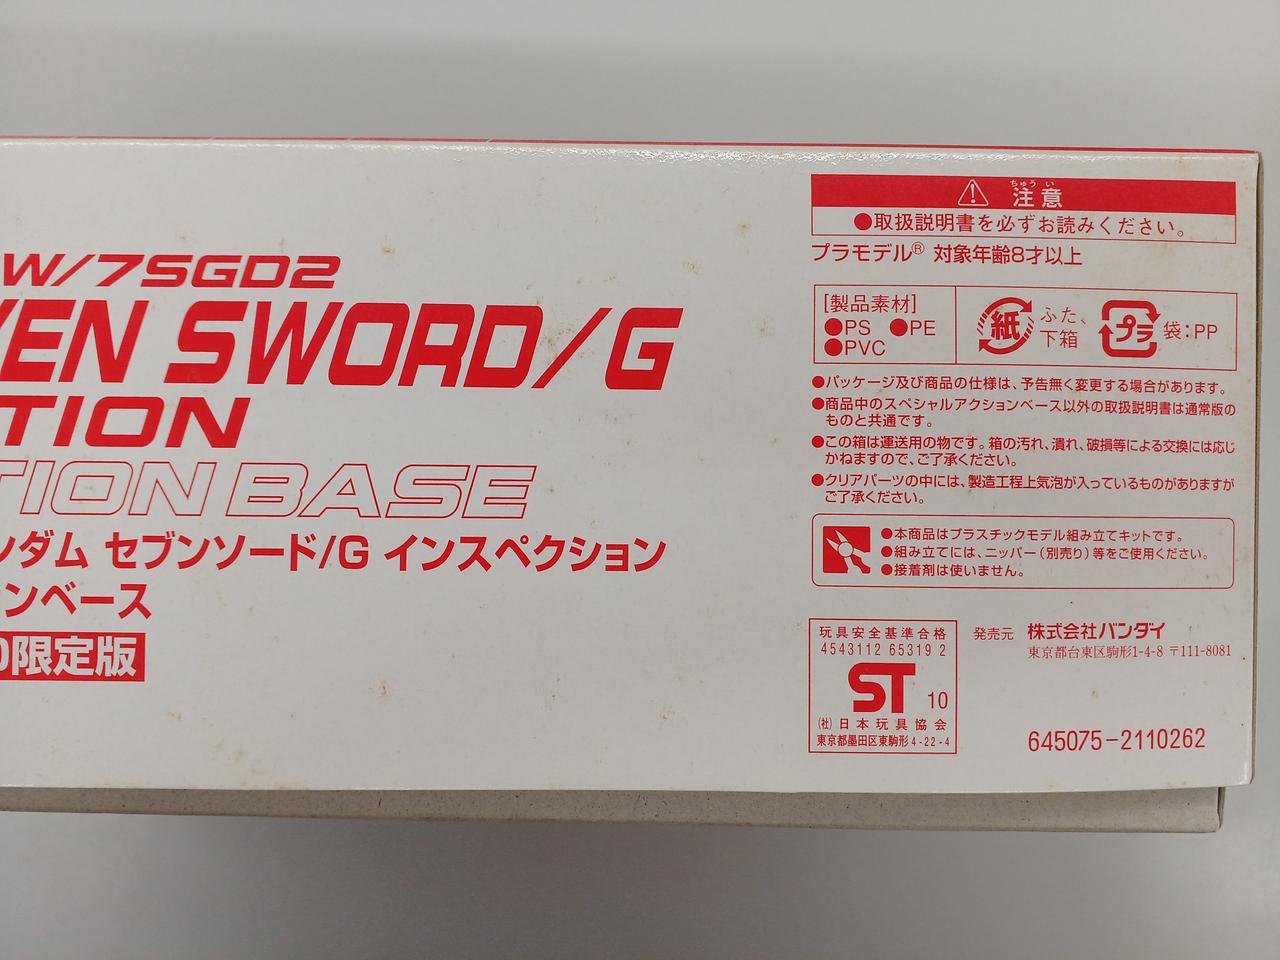 W/7SGD2
VEN SWORD/G
TION
TION BASE
ンダム セブンソード/G インスペクション
ンベース
限定版
ちゅう い
注意
●取扱説明書を必ずお読みください。
プラモデル® 対象年齢8才以上
[製品素材]
●PS ●PE
●PVC
紙
ふた、
下箱
プラ
袋:PP
●パッケージ及び商品の仕様は、予告無く変更する場合があります。
●商品中のスペシャルアクションベース以外の取扱説明書は通常版の
ものと共通です。
●この箱は運送用の物です。箱の汚れ、潰れ、破損等による交換には応じ
かねますので、ご了承ください。
●クリアパーツの中には、製造工程上気泡が入っているものがありますが
ご了承ください。
●本商品はプラスチックモデル組み立てキットです。
●組み立てには、ニッパー(別売り)等をご使用ください。
●接着剤は使いません。
玩具安全基準合格
4543112 65319 2
ST 10
(社)日本玩具協会
東京都墨田区東駒形4-22-4
発売元 株式会社バンダイ
東京都台東区駒形1-4-8 〒111-8081
645075-2110262